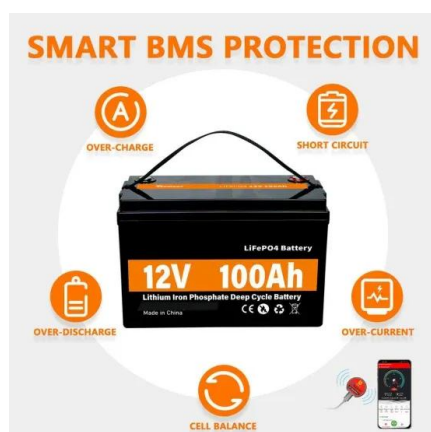 SMART BMS PROTECTION
OVER-CHARGE
SHORT CIRCUIT
LiFePO4 Battery
12V 100Ah
Lithium Iron Phosphate Deep Cycle Battery
Made in China
CE
OVER-DISCHARGE
OVER-CURRENT
CELL BALANCE